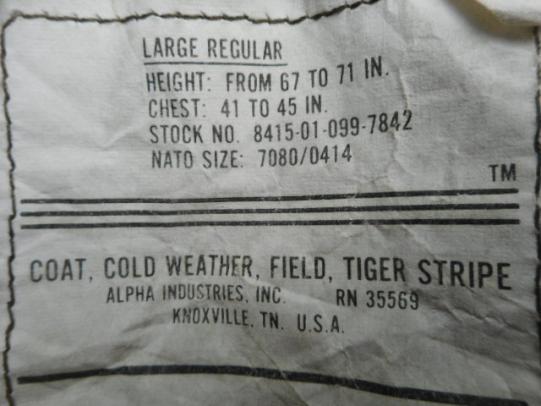 LARGE REGULAR
HEIGHT: FROM 67 TO 71 IN.
CHEST: 41 TO 45 IN.
STOCK NO. 8415-01-099-7842
NATO SIZE: 7080/0414
TM
COAT, COLD WEATHER, FIELD, TIGER STRIPE
ALPHA INDUSTRIES, INC. RN 35569
KNOXVILLE, TN. U.S.A.